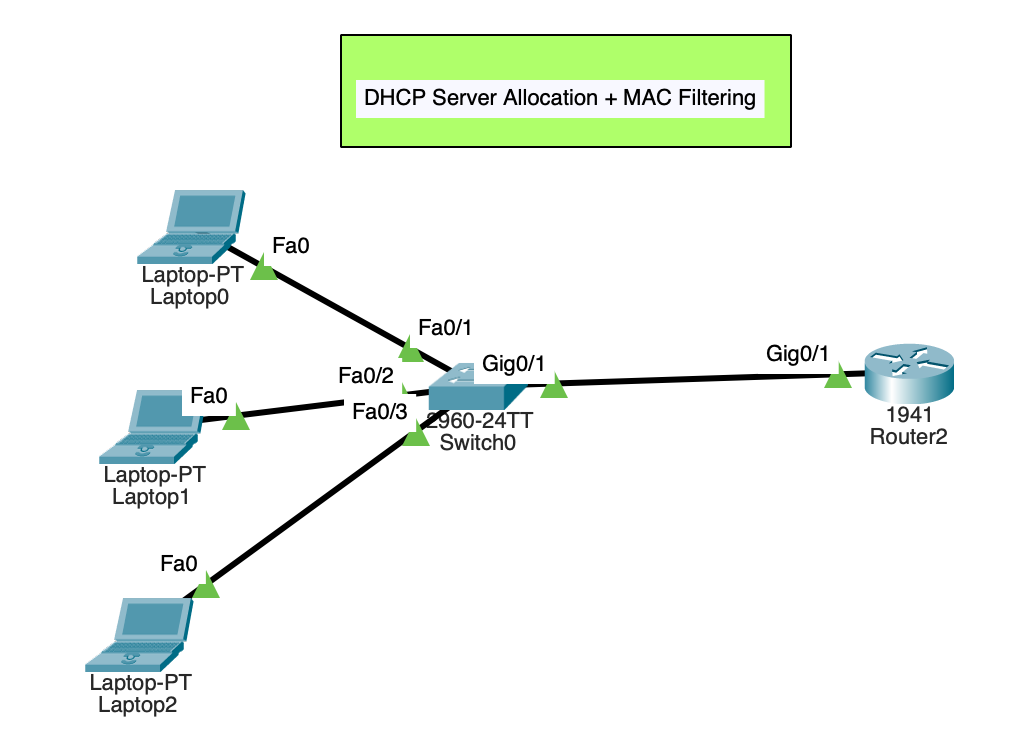 DHCP Server Allocation + MAC Filtering
Fa0
Laptop-PT
Laptop0
Fa0/1
Gig0/1
Gig0/1
Fa0/2
Fa0
Fa0/3
2960-24TT
Switch0
1941
Router2
Laptop-PT
Laptop1
Fa0
Laptop-PT
Laptop2